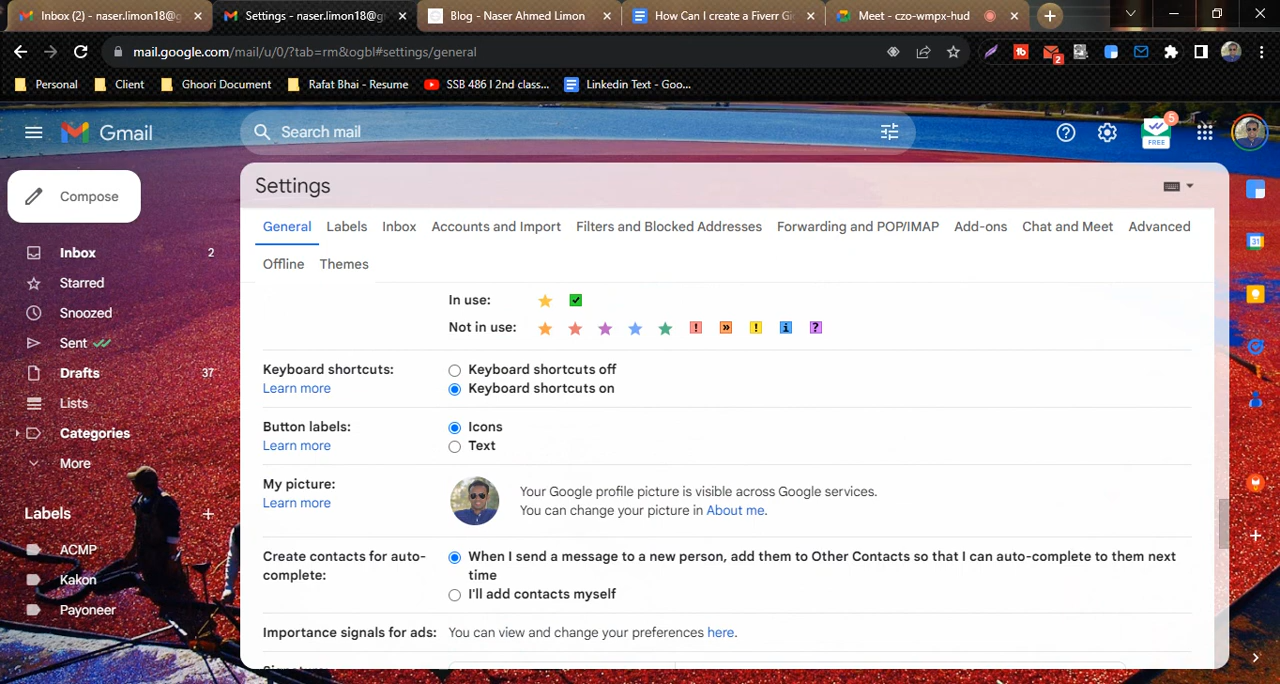 Inbox (2) - naser.limon18@g
Settings - naser.limon18@g
Blog - Naser Ahmed Limon
How Can I create a Fiverr Gi
Meet - czo-wmpx-hud
mail.google.com/mail/u/0/?tab=rm&ogbl#settings/general
2
Personal
Client
Ghoori Document
Rafat Bhai - Resume
SSB 486 I 2nd class...
Linkedin Text - Goo...
Gmail
Search mail
5
FREE
Compose
Settings
General
Labels
Inbox
Accounts and Import
Filters and Blocked Addresses
Forwarding and POP/IMAP
Add-ons
Chat and Meet
Advanced
Offline
Themes
Inbox 2
Starred
Snoozed
Sent
Drafts 37
Lists
Categories
More
Labels
ACMP
Kakon
Payoneer
In use:
Not in use: ! » ! i ?
Keyboard shortcuts: Keyboard shortcuts off
Learn more Keyboard shortcuts on
Button labels: Icons
Learn more Text
My picture: Your Google profile picture is visible across Google services.
Learn more You can change your picture in About me.
Create contacts for auto-
complete:
When I send a message to a new person, add them to Other Contacts so that I can auto-complete to them next
time
I'll add contacts myself
Importance signals for ads: You can view and change your preferences here.
31